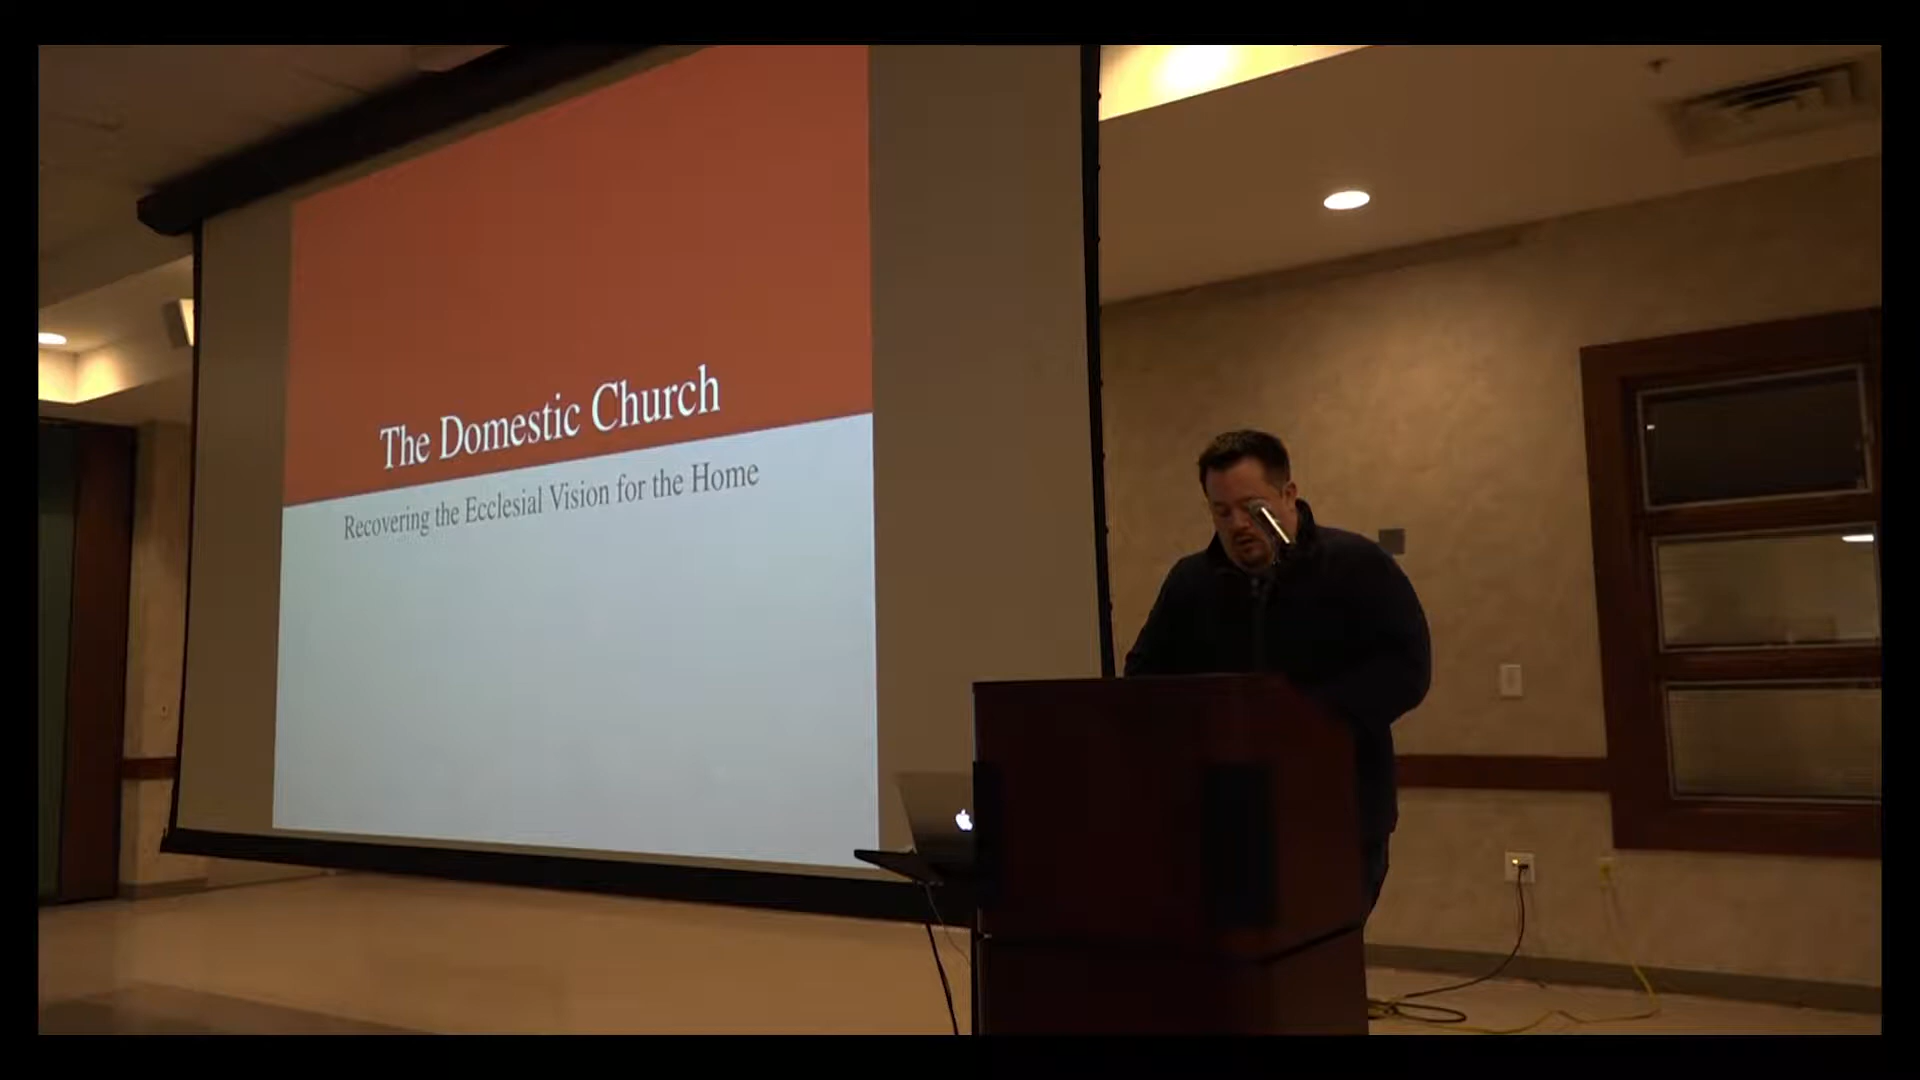 The Domestic Church
Recovering the Ecclesial Vision for the Home